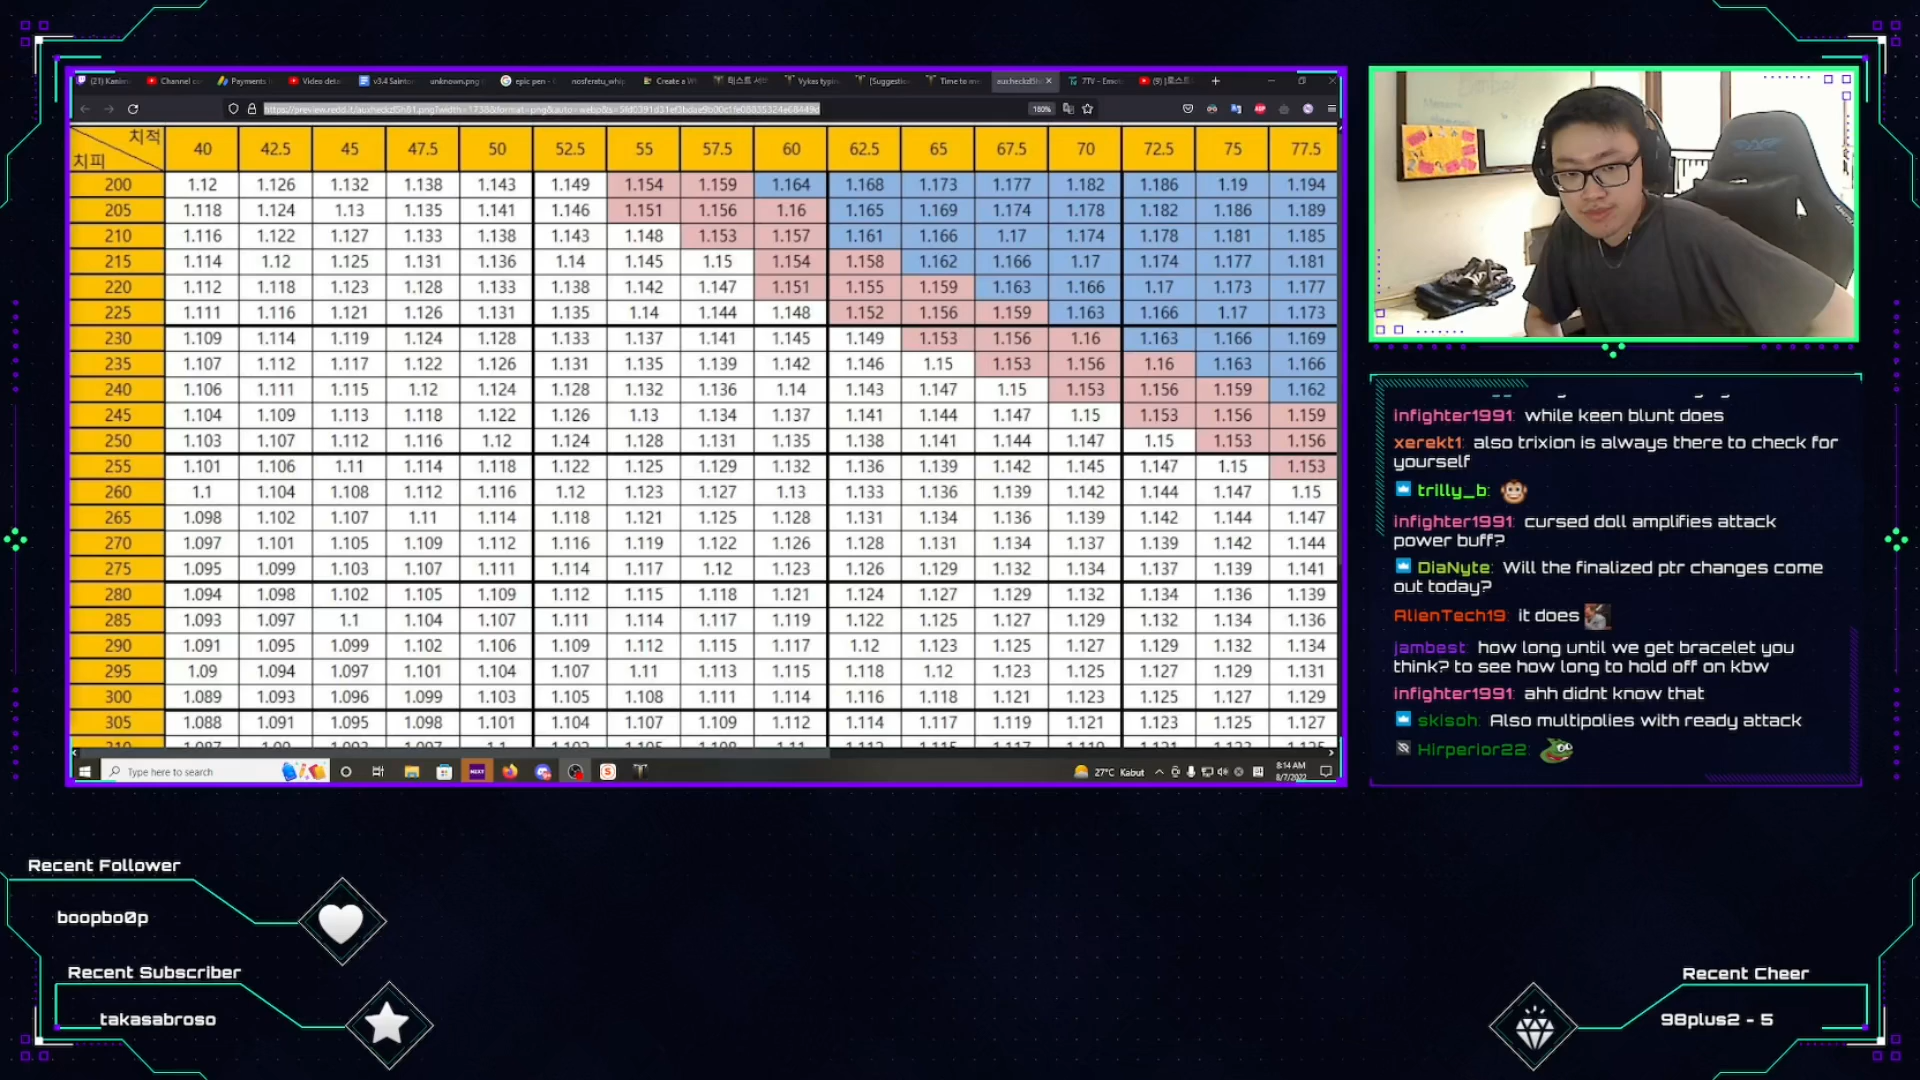 (21) Kanim
Channel co
Payments i
Video deta
v3.4 Sainto
unknown.png
epic pen -
nosferatu_whip
Create a W
Vykas typin
[Suggestio
Time to me
auxheckzl5h
7TV - Emot
180%
치적
치피
40 42.5 45 47.5 50 52.5 55 57.5 60 62.5 65 67.5 70 72.5 75 77.5
200 1.12 1.126 1.132 1.138 1.143 1.149 1.154 1.159 1.164 1.168 1.173 1.177 1.182 1.186 1.19 1.194
205 1.118 1.124 1.13 1.135 1.141 1.146 1.151 1.156 1.16 1.165 1.169 1.174 1.178 1.182 1.186 1.189
210 1.116 1.122 1.127 1.133 1.138 1.143 1.148 1.153 1.157 1.161 1.166 1.17 1.174 1.178 1.181 1.185
215 1.114 1.12 1.125 1.131 1.136 1.14 1.145 1.15 1.154 1.158 1.162 1.166 1.17 1.174 1.177 1.181
220 1.112 1.118 1.123 1.128 1.133 1.138 1.142 1.147 1.151 1.155 1.159 1.163 1.166 1.17 1.173 1.177
225 1.111 1.116 1.121 1.126 1.131 1.135 1.14 1.144 1.148 1.152 1.156 1.159 1.163 1.166 1.17 1.173
230 1.109 1.114 1.119 1.124 1.128 1.133 1.137 1.141 1.145 1.149 1.153 1.156 1.16 1.163 1.166 1.169
235 1.107 1.112 1.117 1.122 1.126 1.131 1.135 1.139 1.142 1.146 1.15 1.153 1.156 1.16 1.163 1.166
240 1.106 1.111 1.115 1.12 1.124 1.128 1.132 1.136 1.14 1.143 1.147 1.15 1.153 1.156 1.159 1.162
245 1.104 1.109 1.113 1.118 1.122 1.126 1.13 1.134 1.137 1.141 1.144 1.147 1.15 1.153 1.156 1.159
250 1.103 1.107 1.112 1.116 1.12 1.124 1.128 1.131 1.135 1.138 1.141 1.144 1.147 1.15 1.153 1.156
255 1.101 1.106 1.11 1.114 1.118 1.122 1.125 1.129 1.132 1.136 1.139 1.142 1.145 1.147 1.15 1.153
260 1.1 1.104 1.108 1.112 1.116 1.12 1.123 1.127 1.13 1.133 1.136 1.139 1.142 1.144 1.147 1.15
265 1.098 1.102 1.107 1.11 1.114 1.118 1.121 1.125 1.128 1.131 1.134 1.136 1.139 1.142 1.144 1.147
270 1.097 1.101 1.105 1.109 1.112 1.116 1.119 1.122 1.126 1.128 1.131 1.134 1.137 1.139 1.142 1.144
275 1.095 1.099 1.103 1.107 1.111 1.114 1.117 1.12 1.123 1.126 1.129 1.132 1.134 1.137 1.139 1.141
280 1.094 1.098 1.102 1.105 1.109 1.112 1.115 1.118 1.121 1.124 1.127 1.129 1.132 1.134 1.136 1.139
285 1.093 1.097 1.1 1.104 1.107 1.111 1.114 1.117 1.119 1.122 1.125 1.127 1.129 1.132 1.134 1.136
290 1.091 1.095 1.099 1.102 1.106 1.109 1.112 1.115 1.117 1.12 1.123 1.125 1.127 1.129 1.132 1.134
295 1.09 1.094 1.097 1.101 1.104 1.107 1.11 1.113 1.115 1.118 1.12 1.123 1.125 1.127 1.129 1.131
300 1.089 1.093 1.096 1.099 1.103 1.105 1.108 1.111 1.114 1.116 1.118 1.121 1.123 1.125 1.127 1.129
305 1.088 1.091 1.095 1.098 1.101 1.104 1.107 1.109 1.112 1.114 1.117 1.119 1.121 1.123 1.125 1.127
Type here to search
NEXT
27°C Kabut
8:14 AM
8/7/2022
infighter1991: while keen blunt does
xerekt1: also trixion is always there to check for
yourself
trilly_b:
infighter1991: cursed doll amplifies attack
power buff?
DiaNyte: Will the finalized ptr changes come
out today?
AlienTech19: it does
jambest: how long until we get bracelet you
think? to see how long to hold off on kbw
infighter1991: ahh didnt know that
skisoh: Also multipolies with ready attack
Hirperior22:
Recent Follower
boopbo0p
Recent Subscriber
takasabroso
Recent Cheer
98plus2 - 5